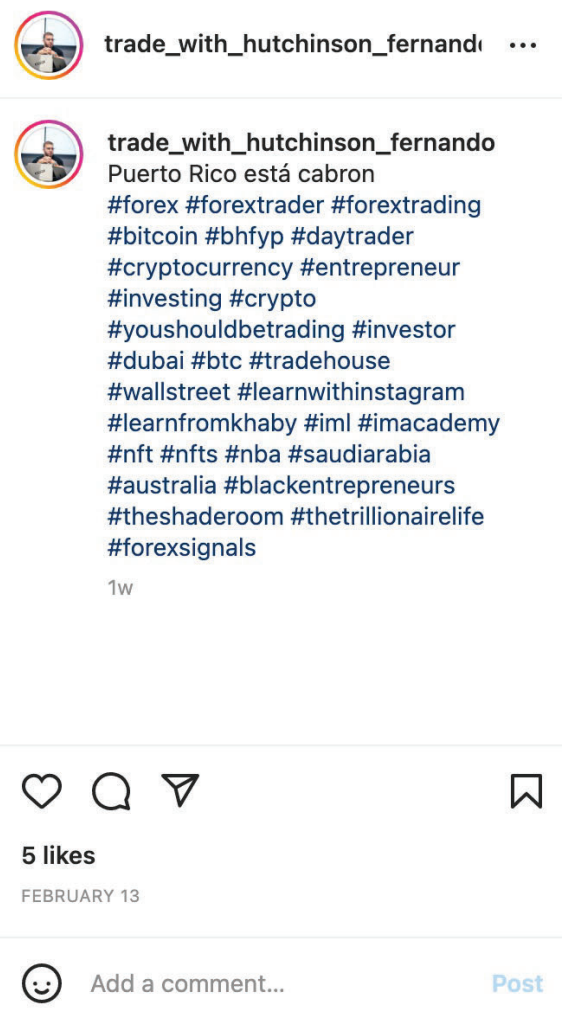 trade_with_hutchinson_fernand
trade_with_hutchinson_fernando
Puerto Rico está cabron
#forex #forextrader #forextrading
#bitcoin #bhfyp #daytrader
#cryptocurrency #entrepreneur
#investing #crypto
#youshouldbetrading #investor
#dubai #btc #tradehouse
#wallstreet #learnwithinstagram
#learnfromkhaby #iml #imacademy
#nft #nfts #nba #saudiarabia
#australia #blackentrepreneurs
#theshaderoom #thetrillionairelife
#forexsignals
1w
5 likes
FEBRUARY 13
Add a comment...
Post